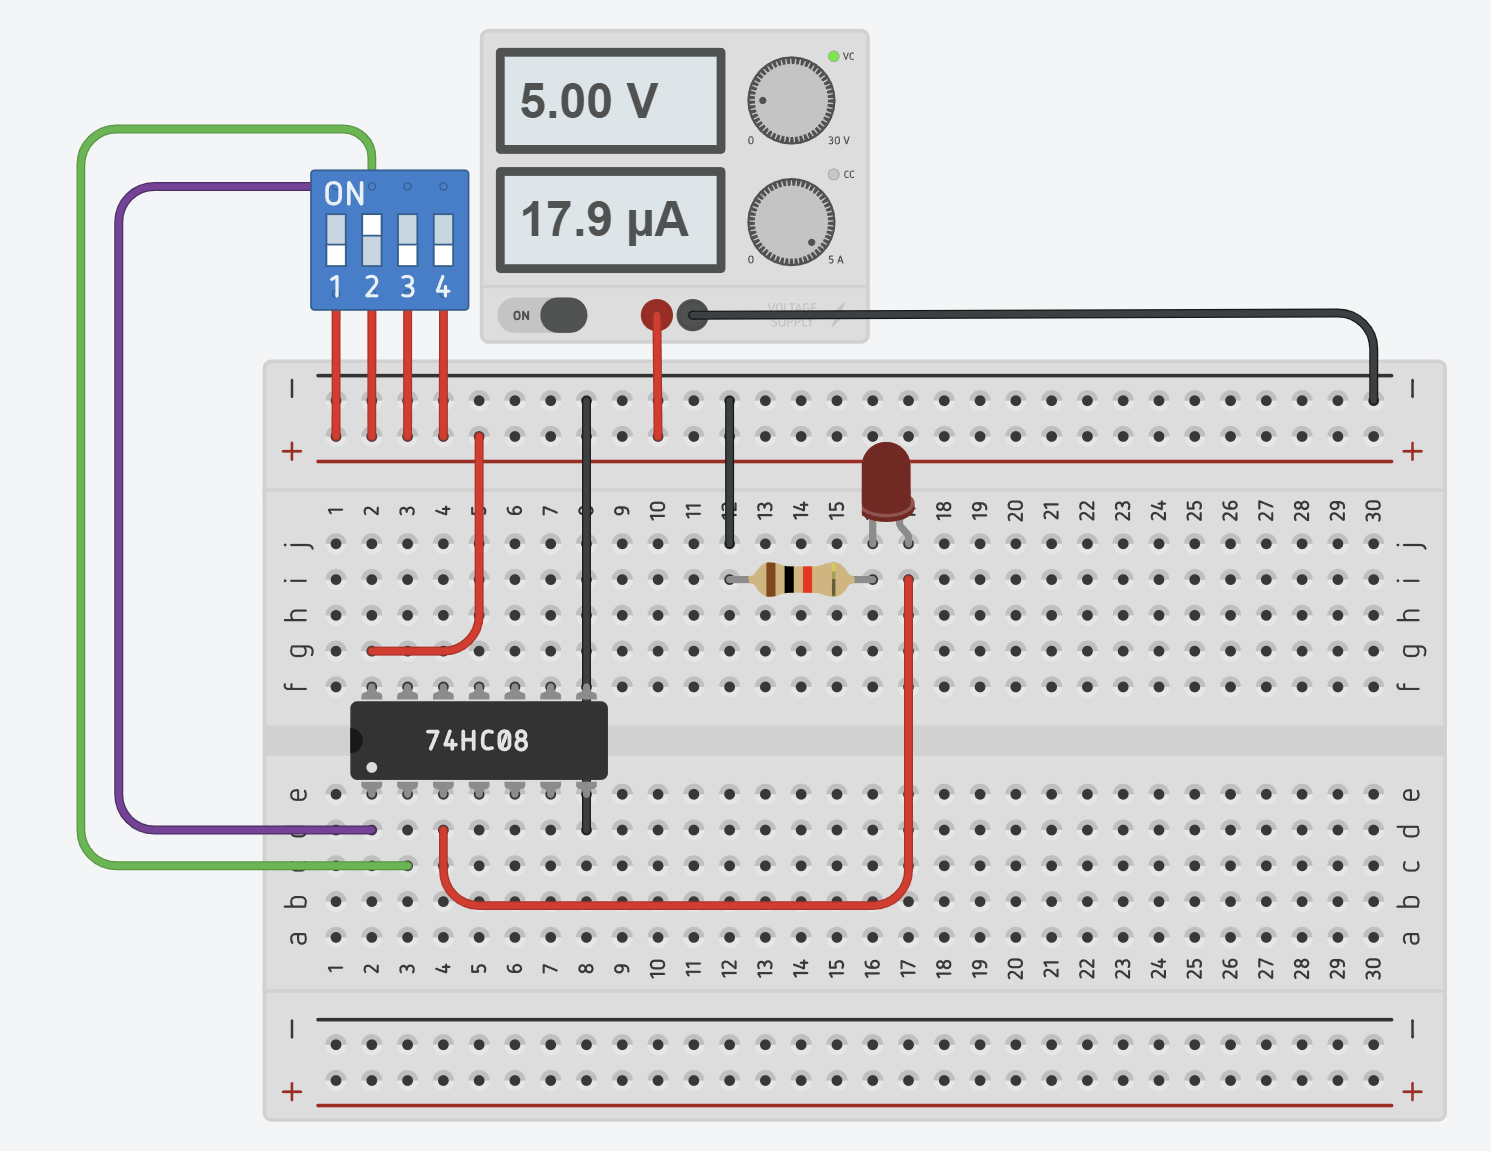 5.00 V
VC
0 30 V
ON
17.9 µA
CC
0 5 A
1 2 3 4
ON
VOLTAGE
SUPPLY
— —
+ +
1 2 3 4 5 6 7 8 9 10 11 12 13 14 15 18 19 20 21 22 23 24 25 26 27 28 29 30
j j
i i
h h
g g
f f
74HC08
e e
d
c
b b
a a
1 2 3 4 5 6 7 8 9 10 11 12 13 14 15 16 17 18 19 20 21 22 23 24 25 26 27 28 29 30
— —
+ +